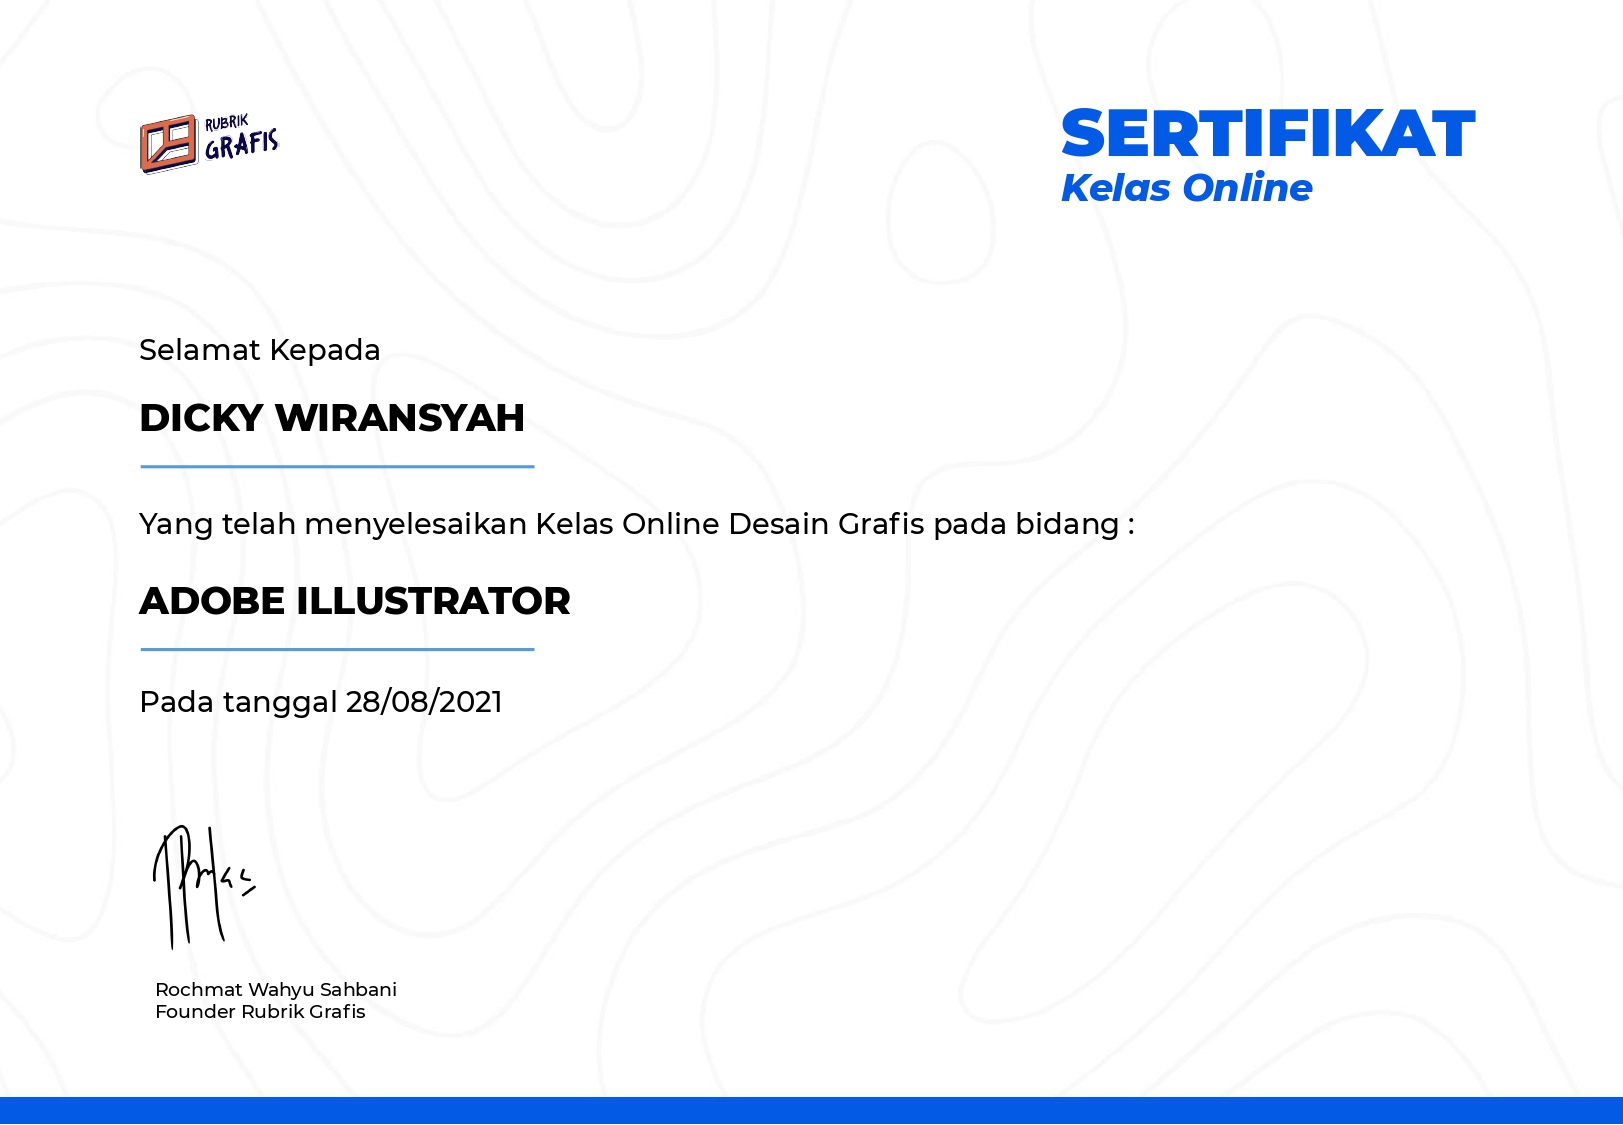 RUBRIK
GRAFIS
SERTIFIKAT
Kelas Online
Selamat Kepada
DICKY WIRANSYAH
Yang telah menyelesaikan Kelas Online Desain Grafis pada bidang :
ADOBE ILLUSTRATOR
Pada tanggal 28/08/2021
Rochmat Wahyu Sahbani
Founder Rubrik Grafis